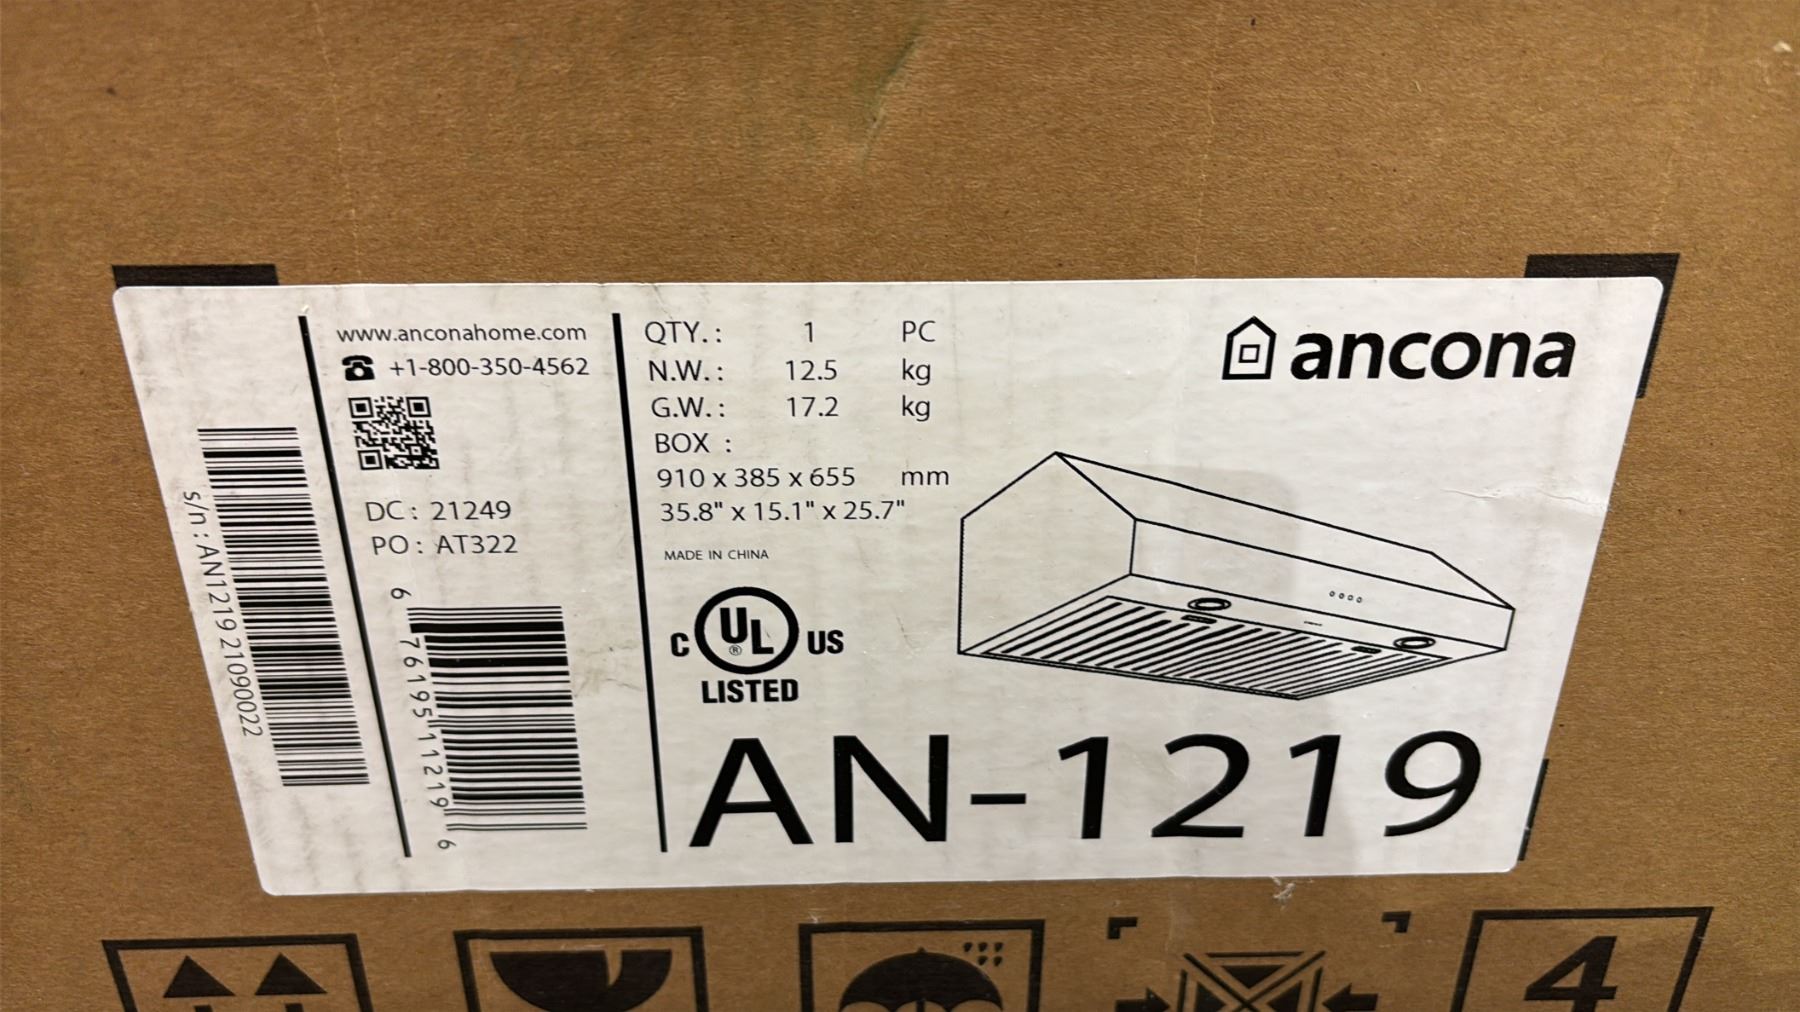 s/n : AN1219 21090022
www.anconahome.com
+1-800-350-4562
DC : 21249
PO : AT322
6 76195 11219 6
QTY. : 1 PC
N.W. : 12.5 kg
G.W. : 17.2 kg
BOX :
910 x 385 x 655 mm
35.8" x 15.1" x 25.7"
MADE IN CHINA
C UL ® US
LISTED
ancona
AN-1219
4